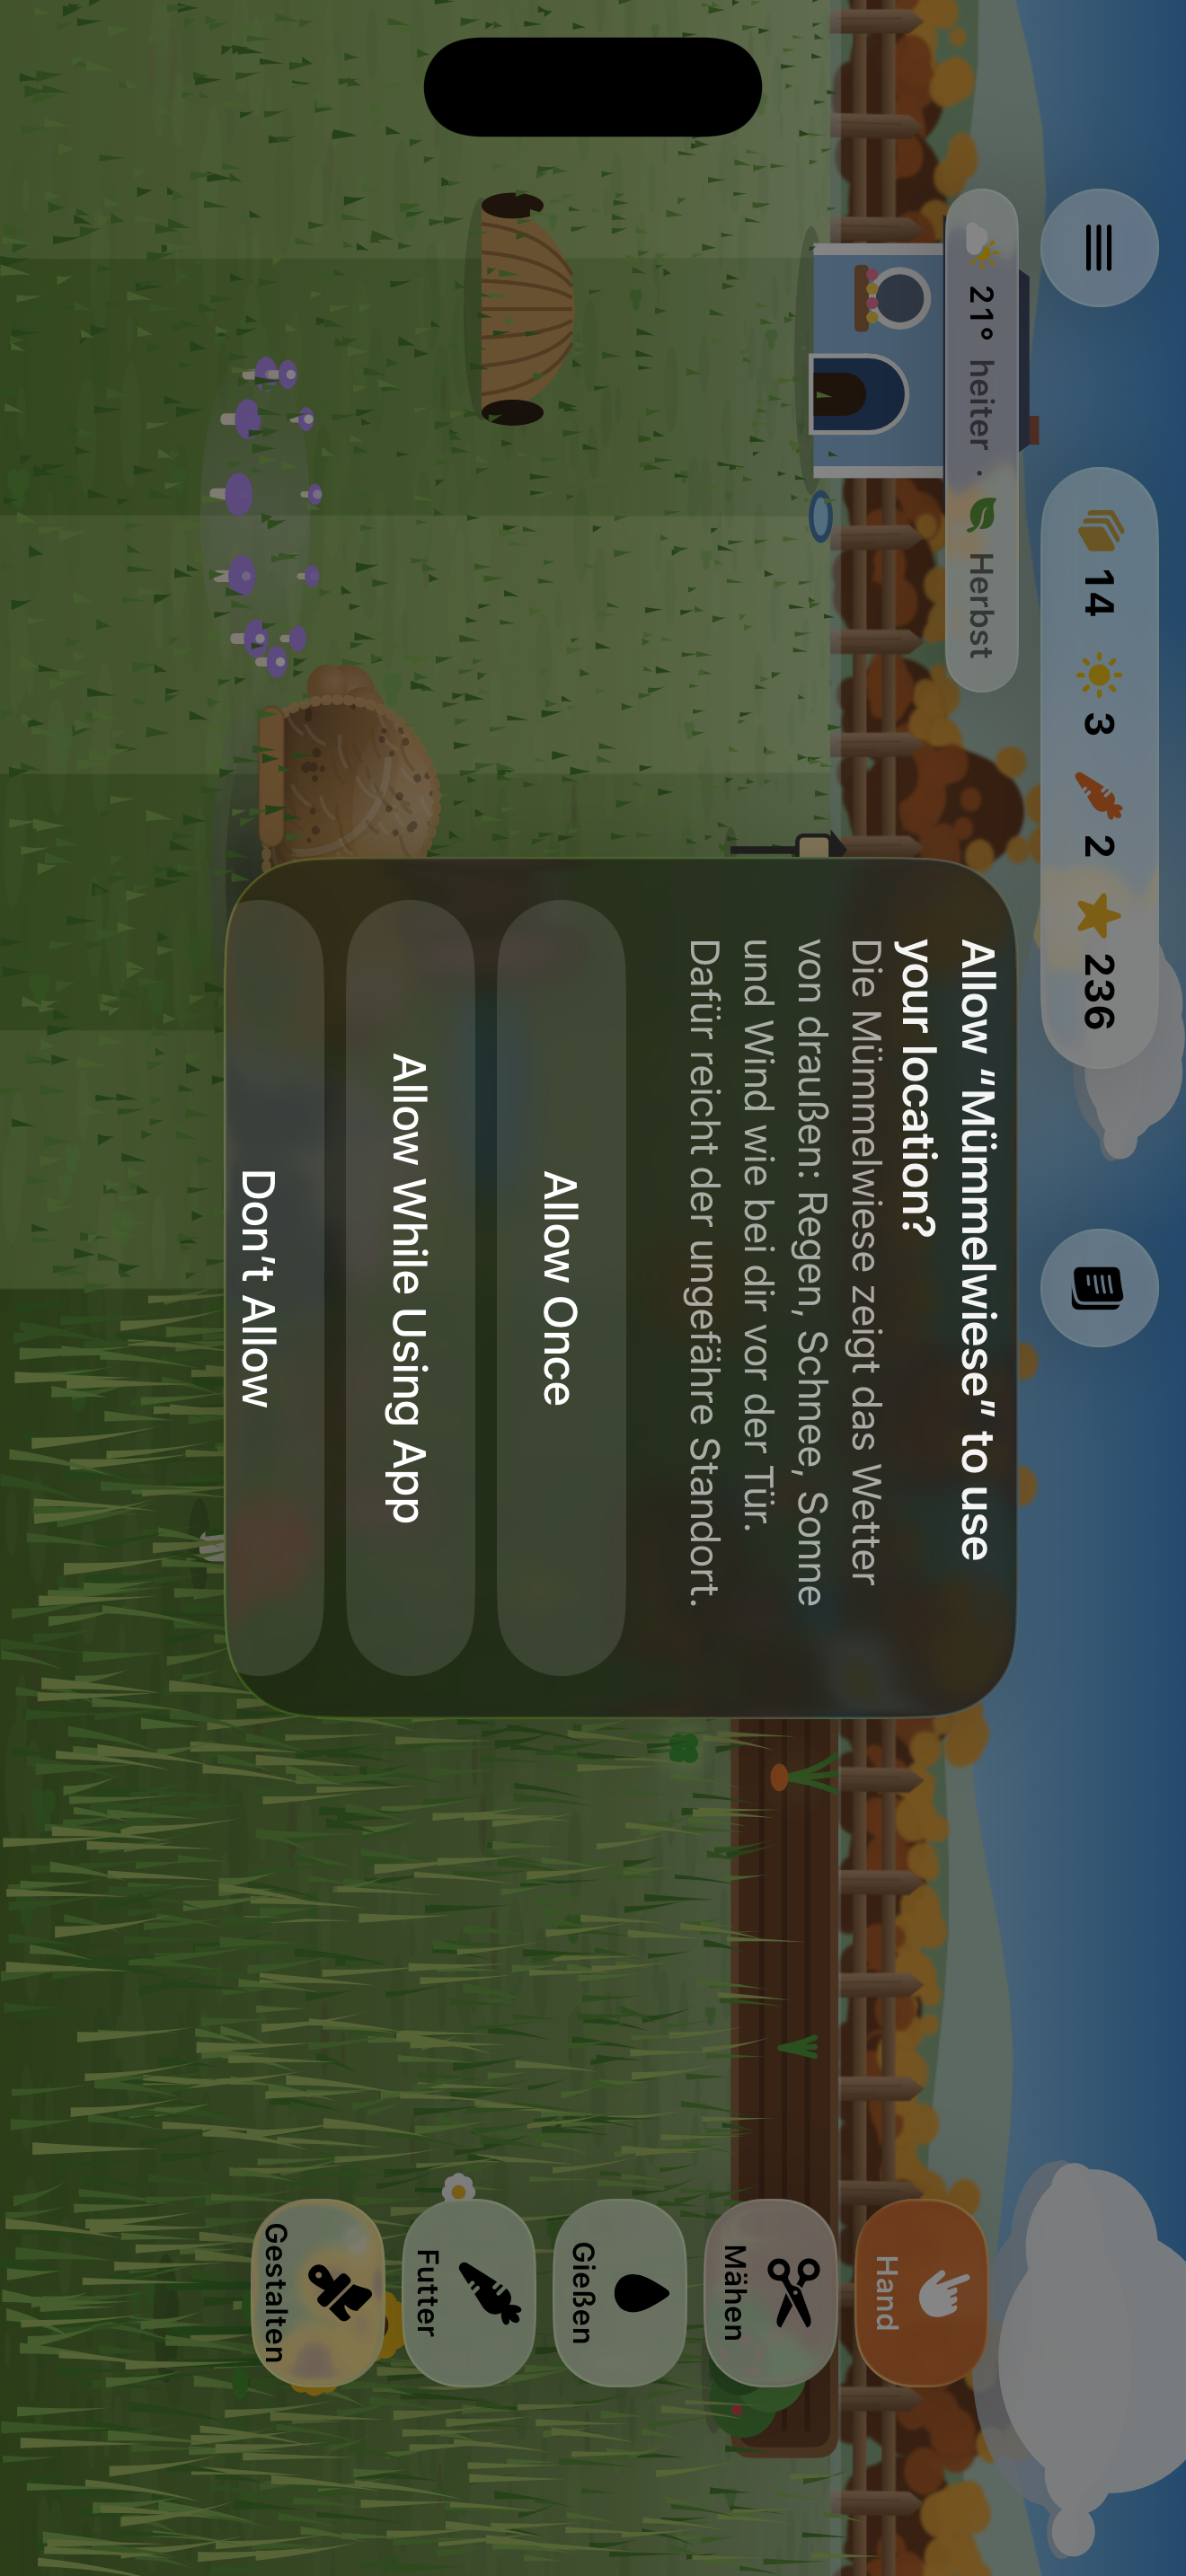 14 3 2 236
21° heiter · Herbst
Allow “Mümmelwiese” to use
your location?
Die Mümmelwiese zeigt das Wetter
von draußen: Regen, Schnee, Sonne
und Wind wie bei dir vor der Tür.
Dafür reicht der ungefähre Standort.
Allow Once
Allow While Using App
Don’t Allow
Hand
Mähen
Gießen
Futter
Gestalten